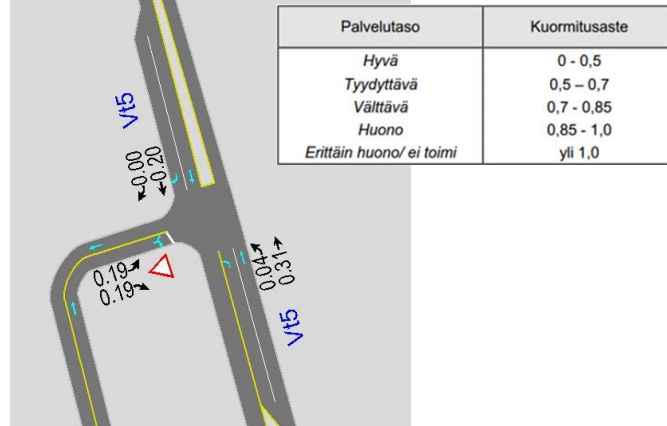 Palvelutaso Kuormitusaste
Hyvä 0 - 0,5
Tyydyttävä 0,5 – 0,7
Välttävä 0,7 - 0,85
Huono 0,85 - 1,0
Erittäin huono/ ei toimi yli 1,0
Vt5
0.00
0.20
0.19
0.19
0.04
0.31
Vt5